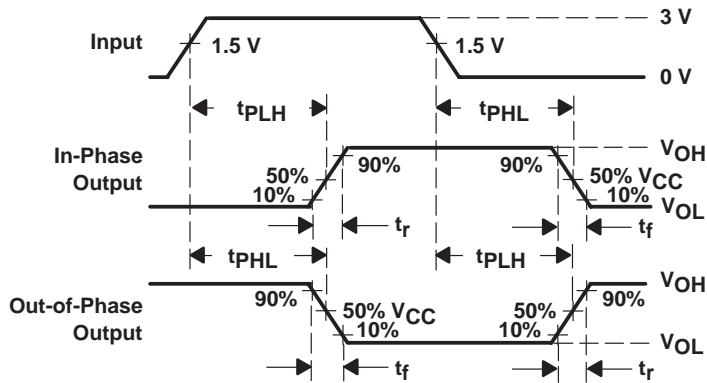 3 V
Input
1.5 V
1.5 V
0 V
tPLH
tPHL
In-Phase
Output
VOH
90%
90%
50%
50% VCC
10%
10%
VOL
tr
tf
tPHL
tPLH
Out-of-Phase
Output
VOH
90%
90%
50% VCC
50%
10%
10%
VOL
tf
tr